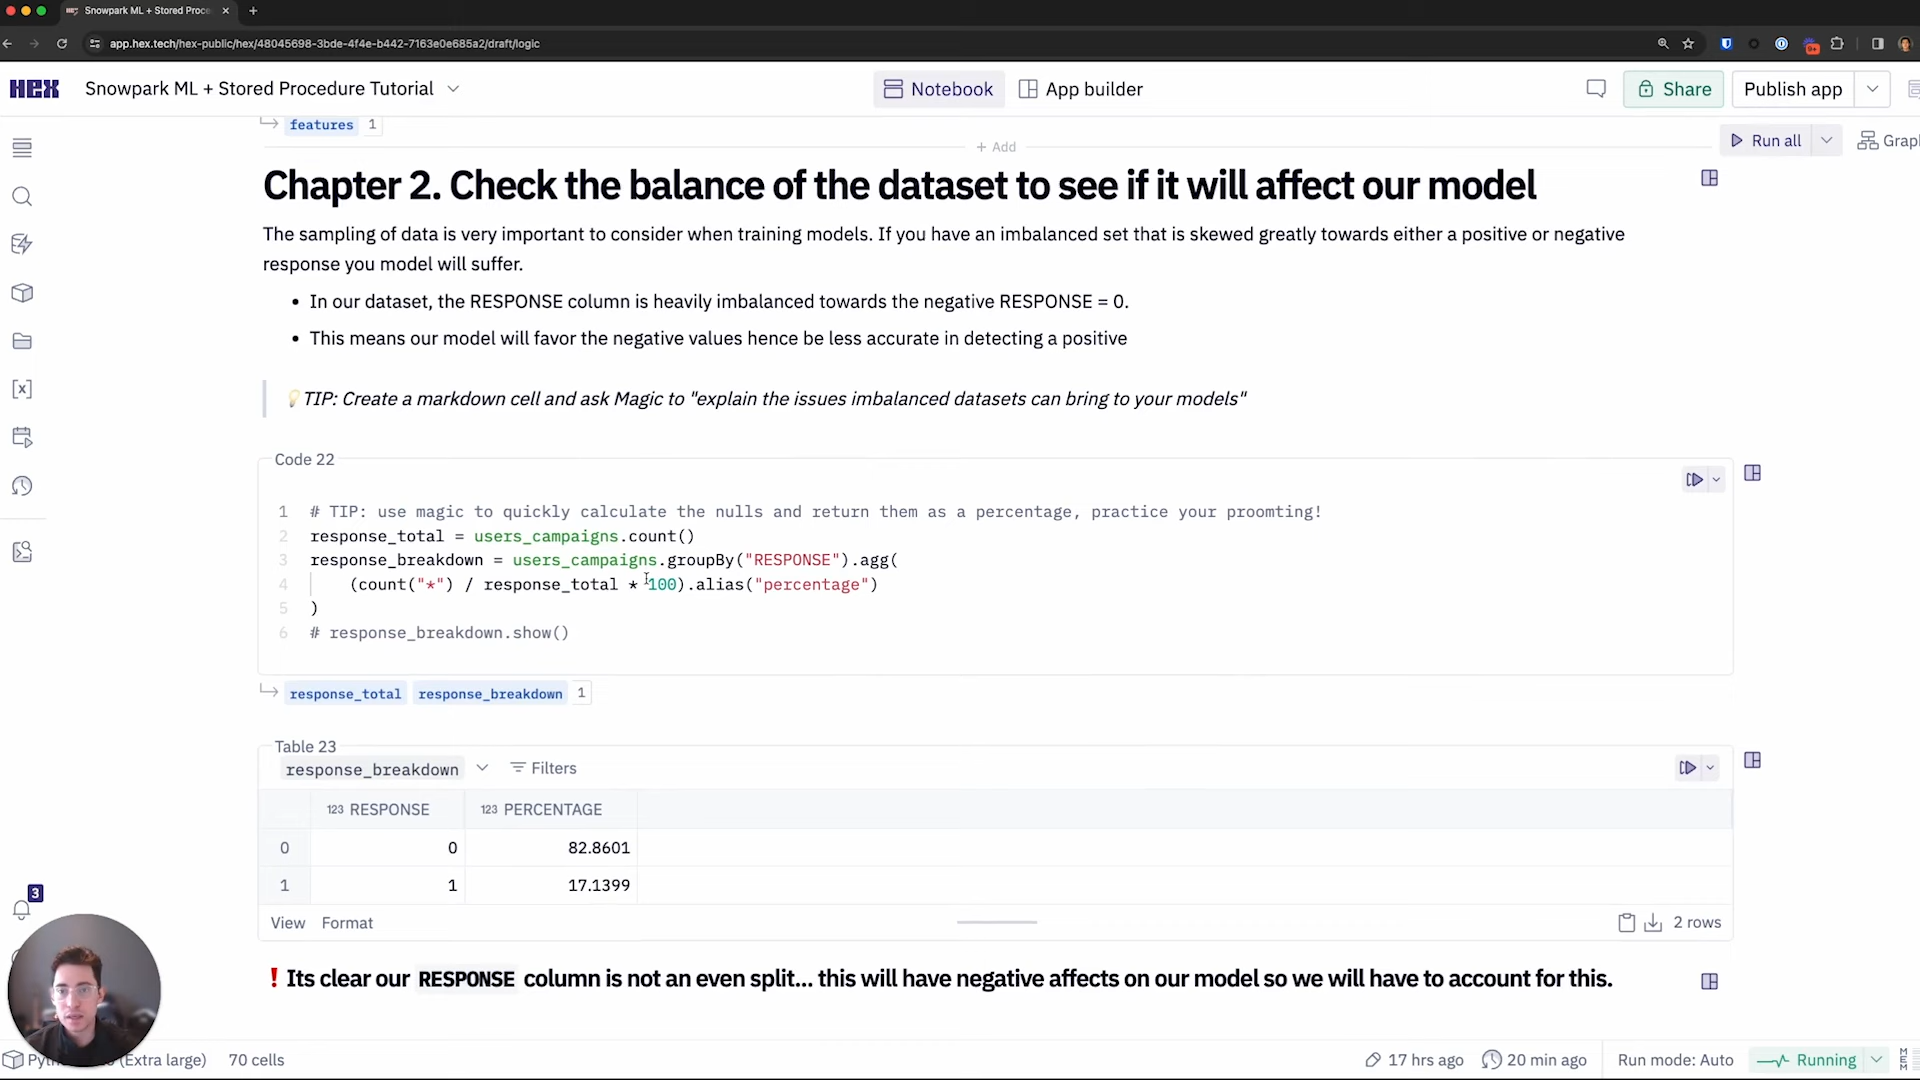 Snowpark ML + Stored Proce
app.hex.tech/hex-public/hex/48045698-3bde-4f4e-b442-7163e0e685a2/draft/logic
HEX Snowpark ML + Stored Procedure Tutorial Notebook App builder Share Publish app
features 1
Add Run all Grap
Chapter 2. Check the balance of the dataset to see if it will affect our model
The sampling of data is very important to consider when training models. If you have an imbalanced set that is skewed greatly towards either a positive or negative
response you model will suffer.
• In our dataset, the RESPONSE column is heavily imbalanced towards the negative RESPONSE = 0.
• This means our model will favor the negative values hence be less accurate in detecting a positive
💡TIP: Create a markdown cell and ask Magic to "explain the issues imbalanced datasets can bring to your models"
Code 22
1 # TIP: use magic to quickly calculate the nulls and return them as a percentage, practice your proomting!
2 response_total = users_campaigns.count()
3 response_breakdown = users_campaigns.groupBy("RESPONSE").agg(
4 (count("*") / response_total * 100).alias("percentage")
5 )
6 # response_breakdown.show()
response_total response_breakdown 1
Table 23
response_breakdown Filters
123 RESPONSE 123 PERCENTAGE
0 0 82.8601
1 1 17.1399
View Format 2 rows
3
❗Its clear our RESPONSE column is not an even split... this will have negative affects on our model so we will have to account for this.
(Extra large) 70 cells 17 hrs ago 20 min ago Run mode: Auto Running MEM